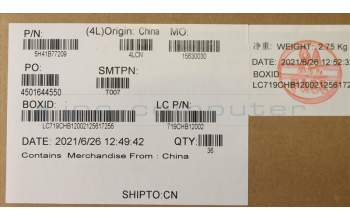 P/N: (4L)Origin: China MO:
5H41B77209 4LCN 15630030
PO: SMTPN:
4501644550 T007
BOXID: LC P/N:
LC719CHB12002125617256 719CHB12002
DATE: 2021/6/26 12:49:42 QTY:
36
Contains Merchandise From : China
SHIPTO:CN
净重: WEIGHT: 2.75 Kg
DATE: 2021/6/26 12:52:3
BOXID:
LC719CHB120021256172